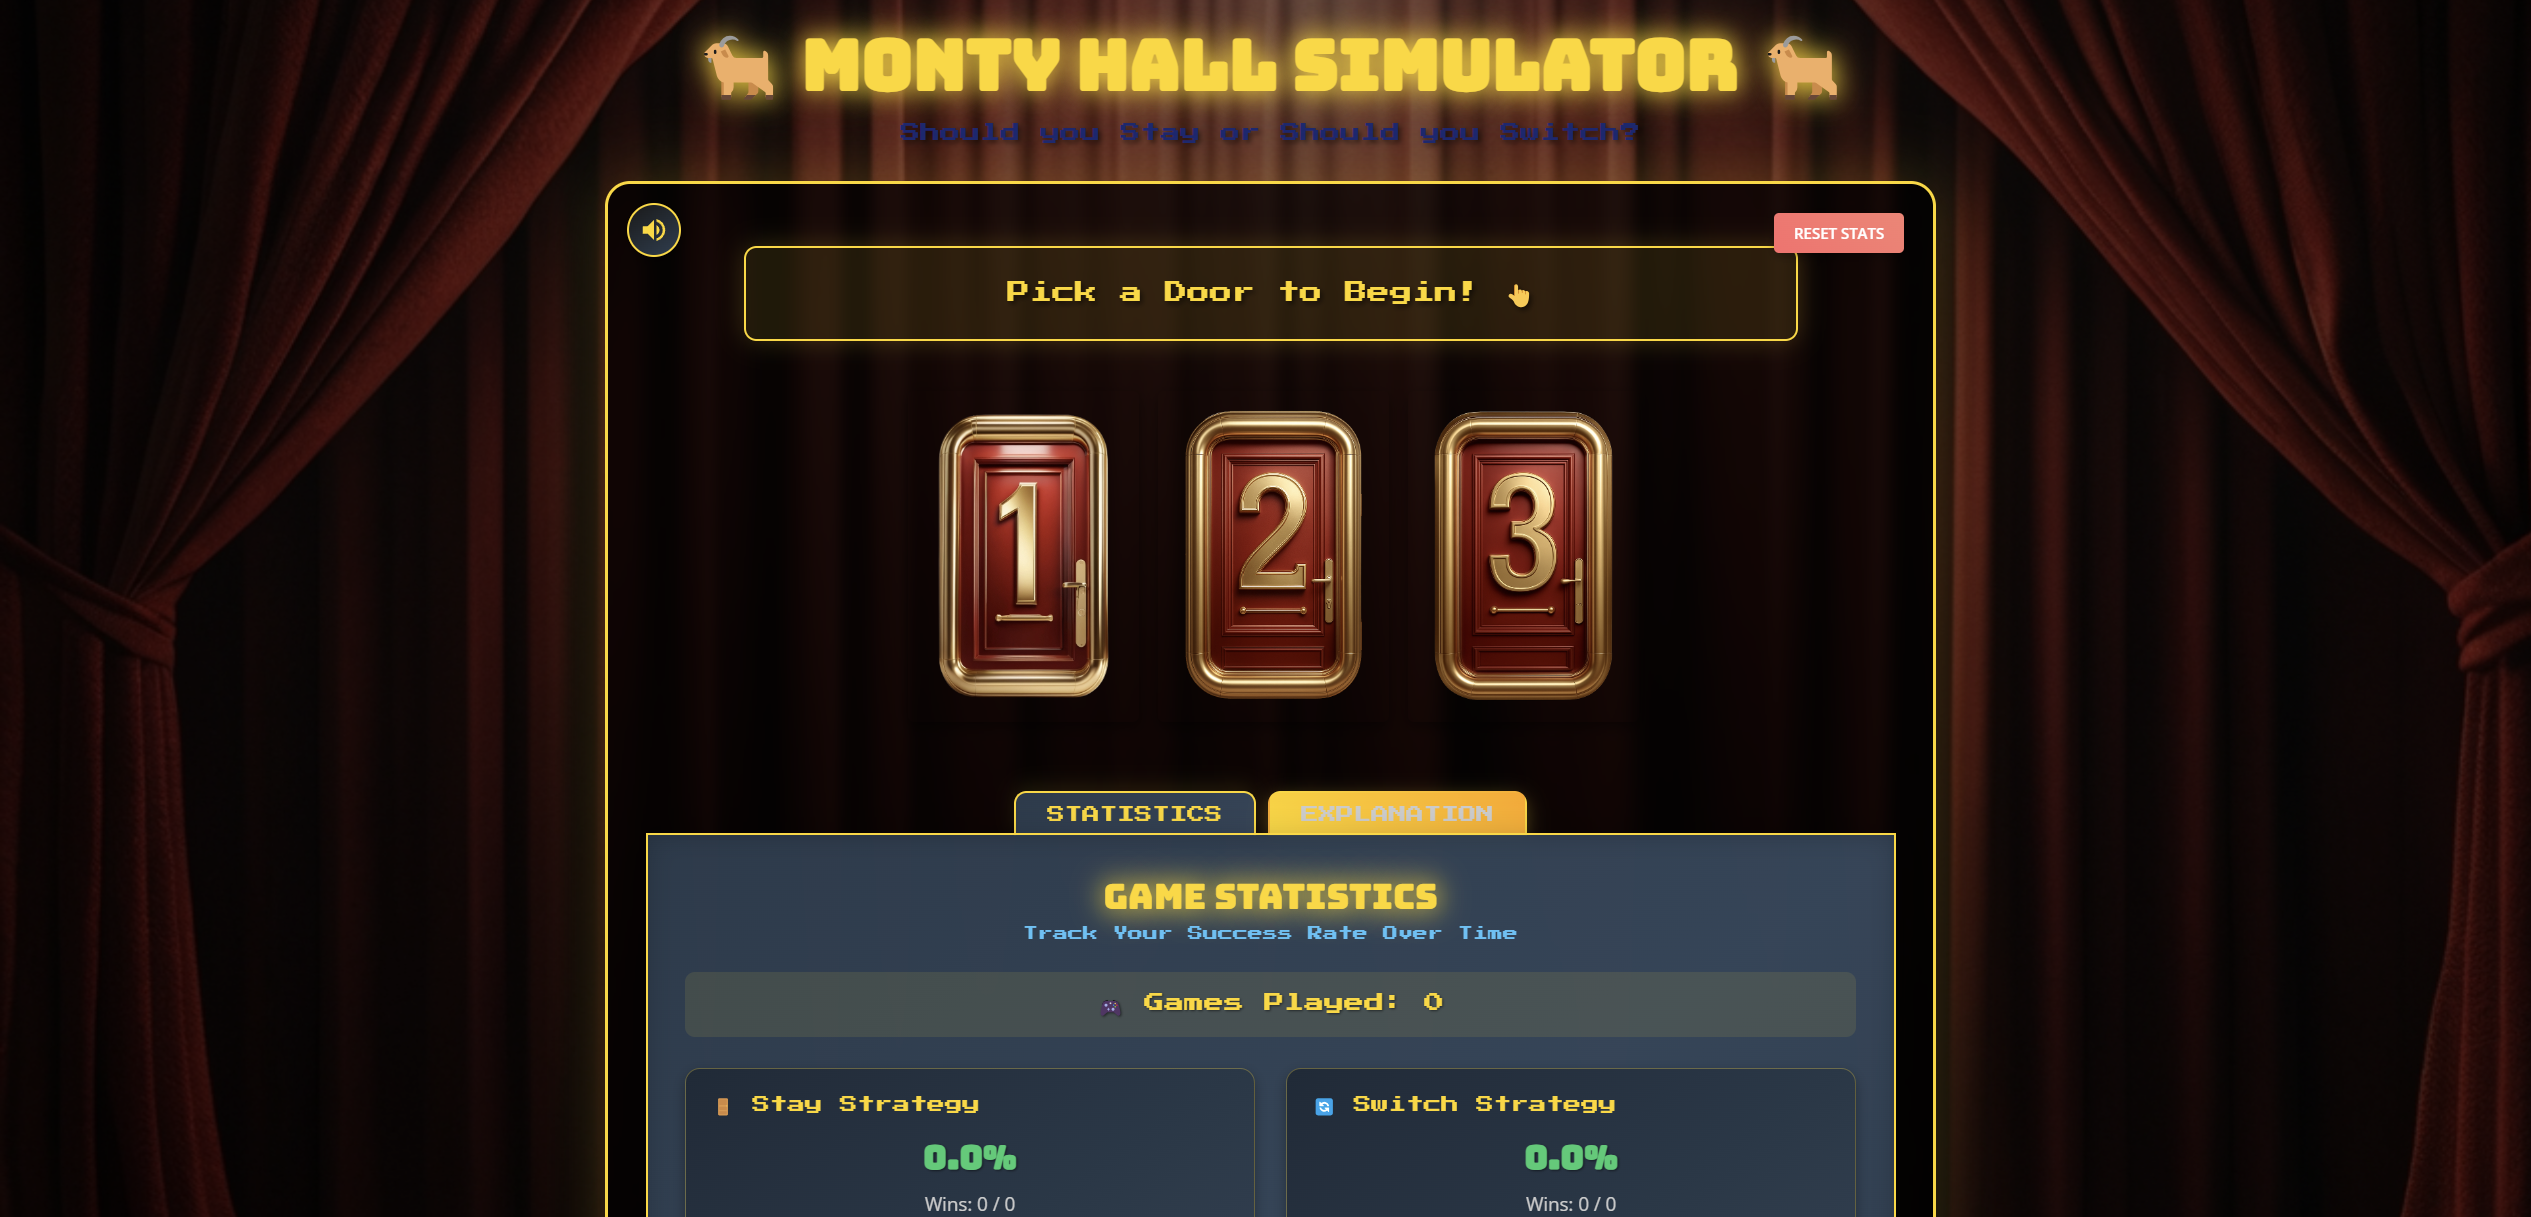 MONTY HALL SIMULATOR
Should you Stay or Should you Switch?
RESET STATS
Pick a Door to Begin!
1 2 3
STATISTICS EXPLANATION
GAME STATISTICS
Track Your Success Rate Over Time
Games Played: 0
Stay Strategy
0.0%
Wins: 0 / 0
Switch Strategy
0.0%
Wins: 0 / 0